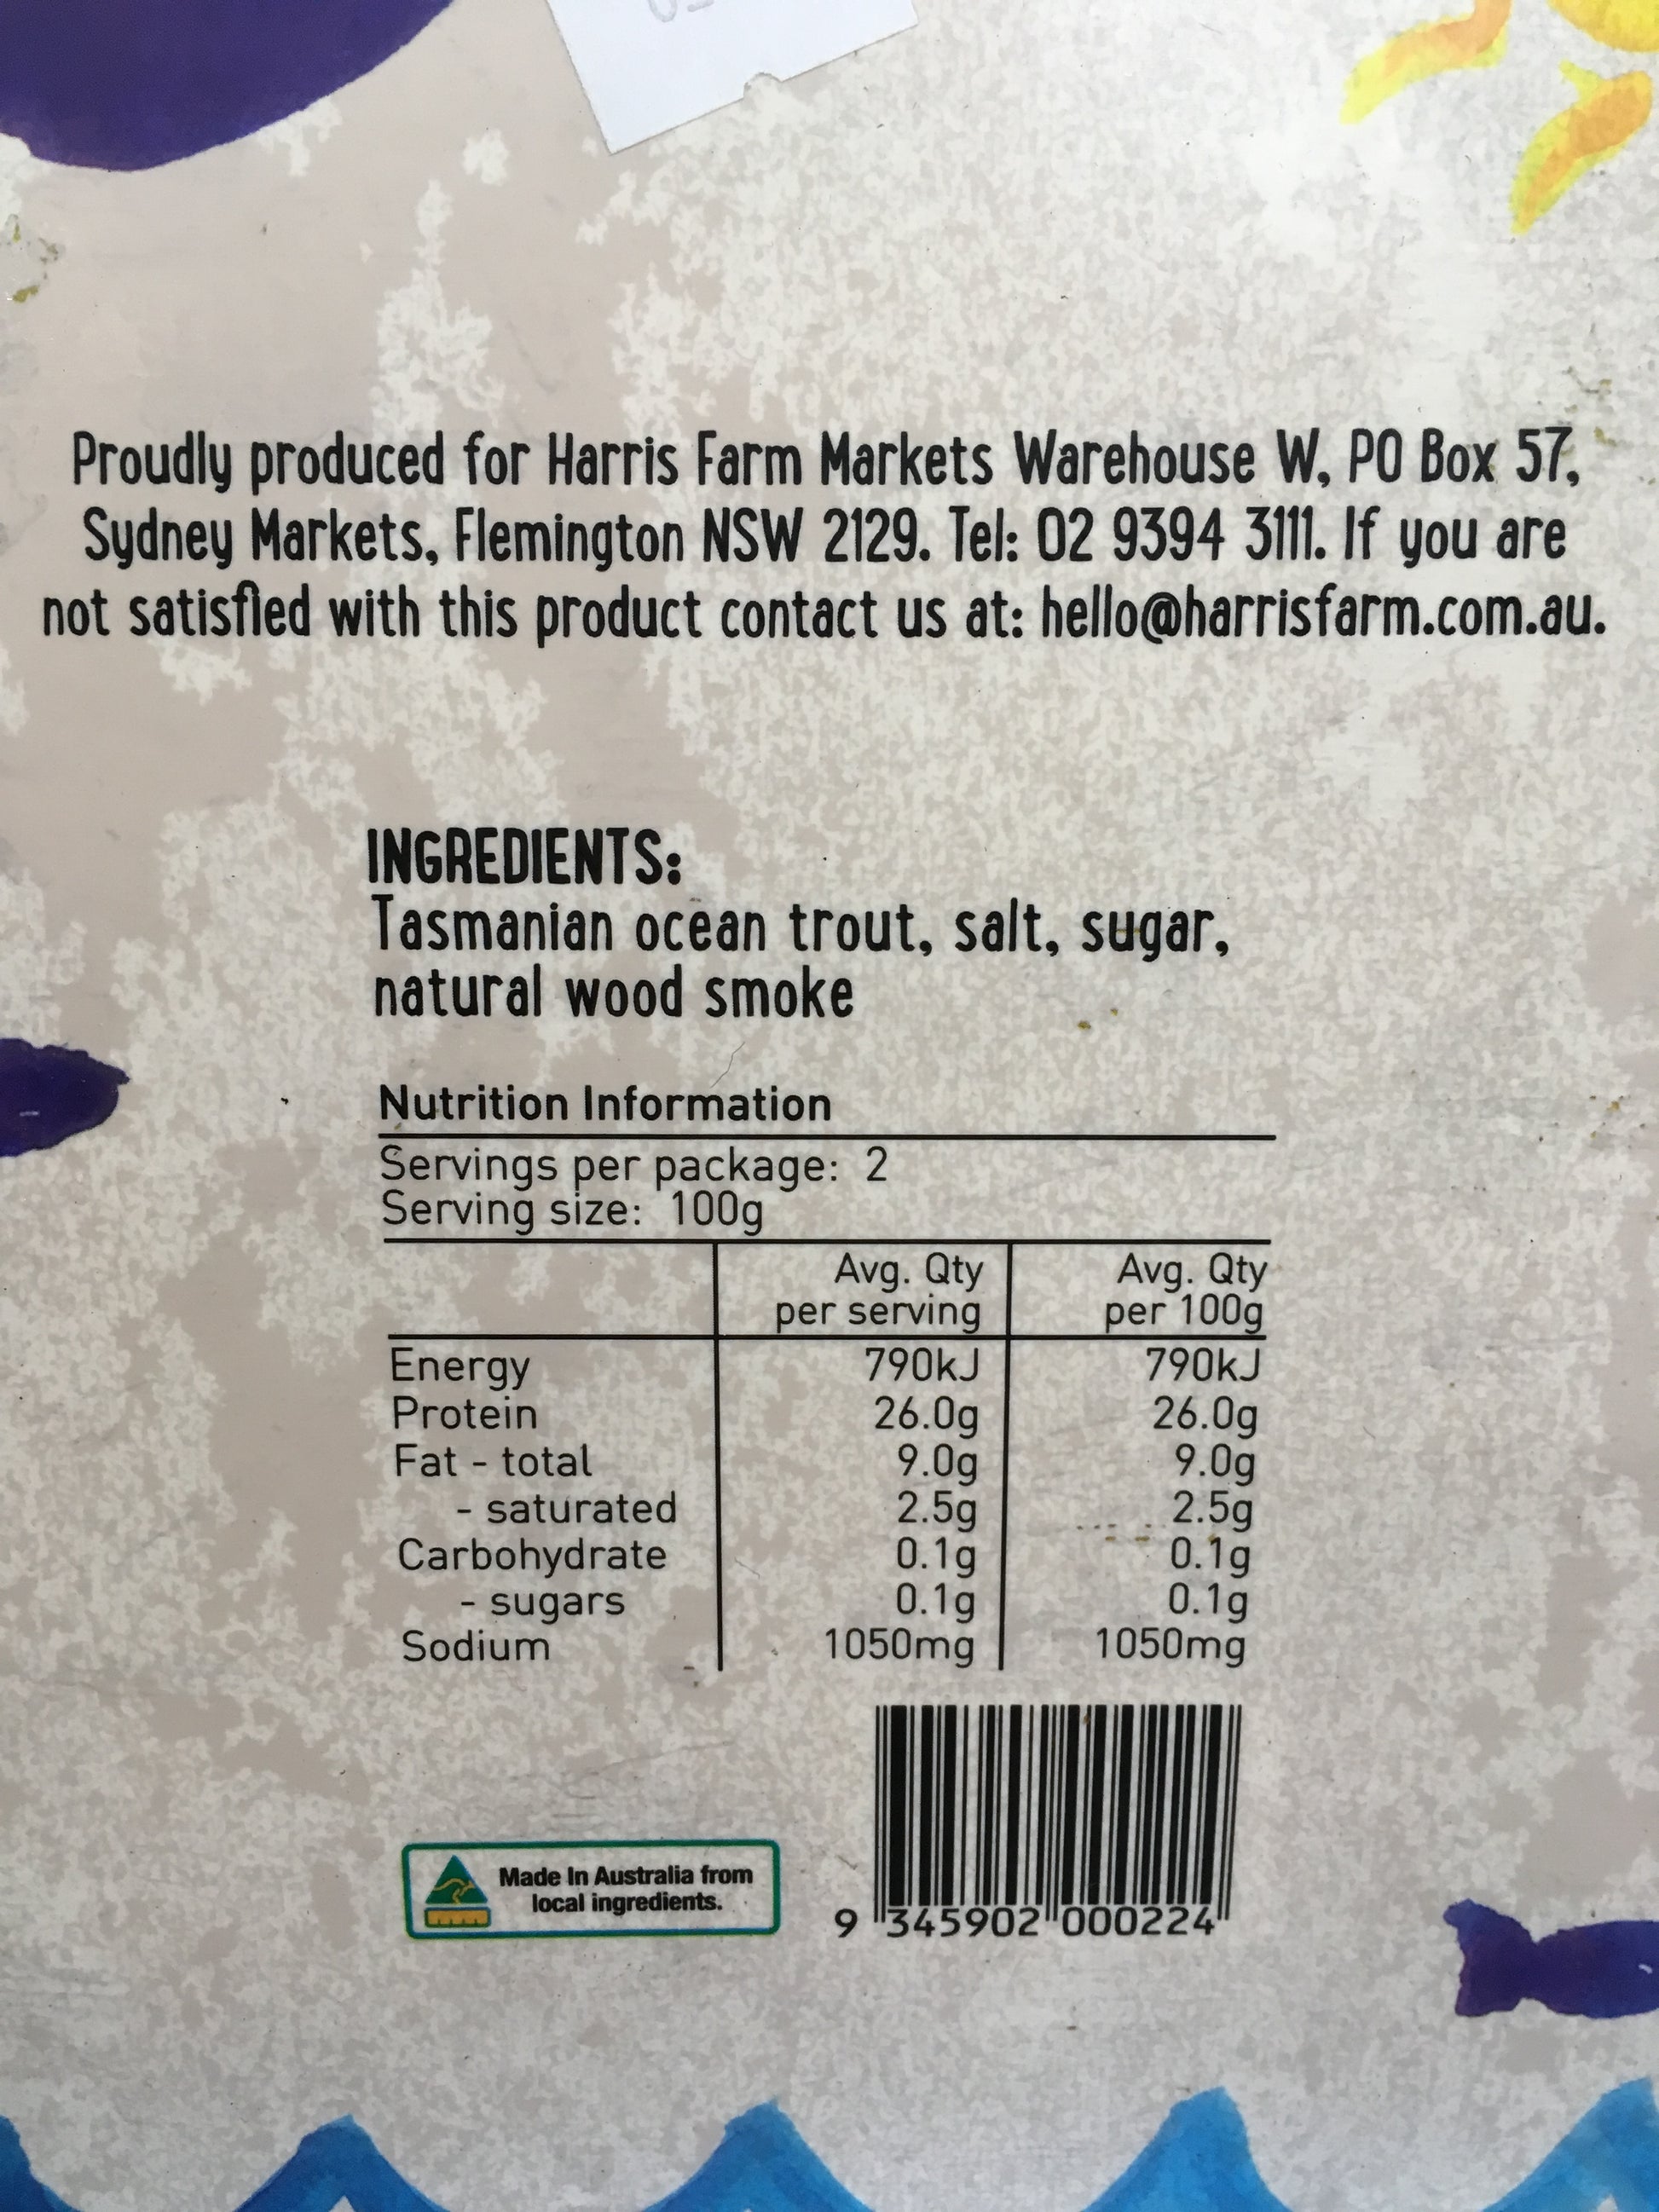 Proudly produced for Harris Farm Markets Warehouse W, PO Box 57,
Sydney Markets, Flemington NSW 2129. Tel: 02 9394 3111. If you are
not satisfied with this product contact us at: hello@harrisfarm.com.au.
INGREDIENTS:
Tasmanian ocean trout, salt, sugar,
natural wood smoke
Nutrition Information
Servings per package: 2
Serving size: 100g
Avg. Qty per serving Avg. Qty per 100g
Energy 790kJ 790kJ
Protein 26.0g 26.0g
Fat - total 9.0g 9.0g
- saturated 2.5g 2.5g
Carbohydrate 0.1g 0.1g
- sugars 0.1g 0.1g
Sodium 1050mg 1050mg
Made In Australia from
local ingredients.
9 345902 000224